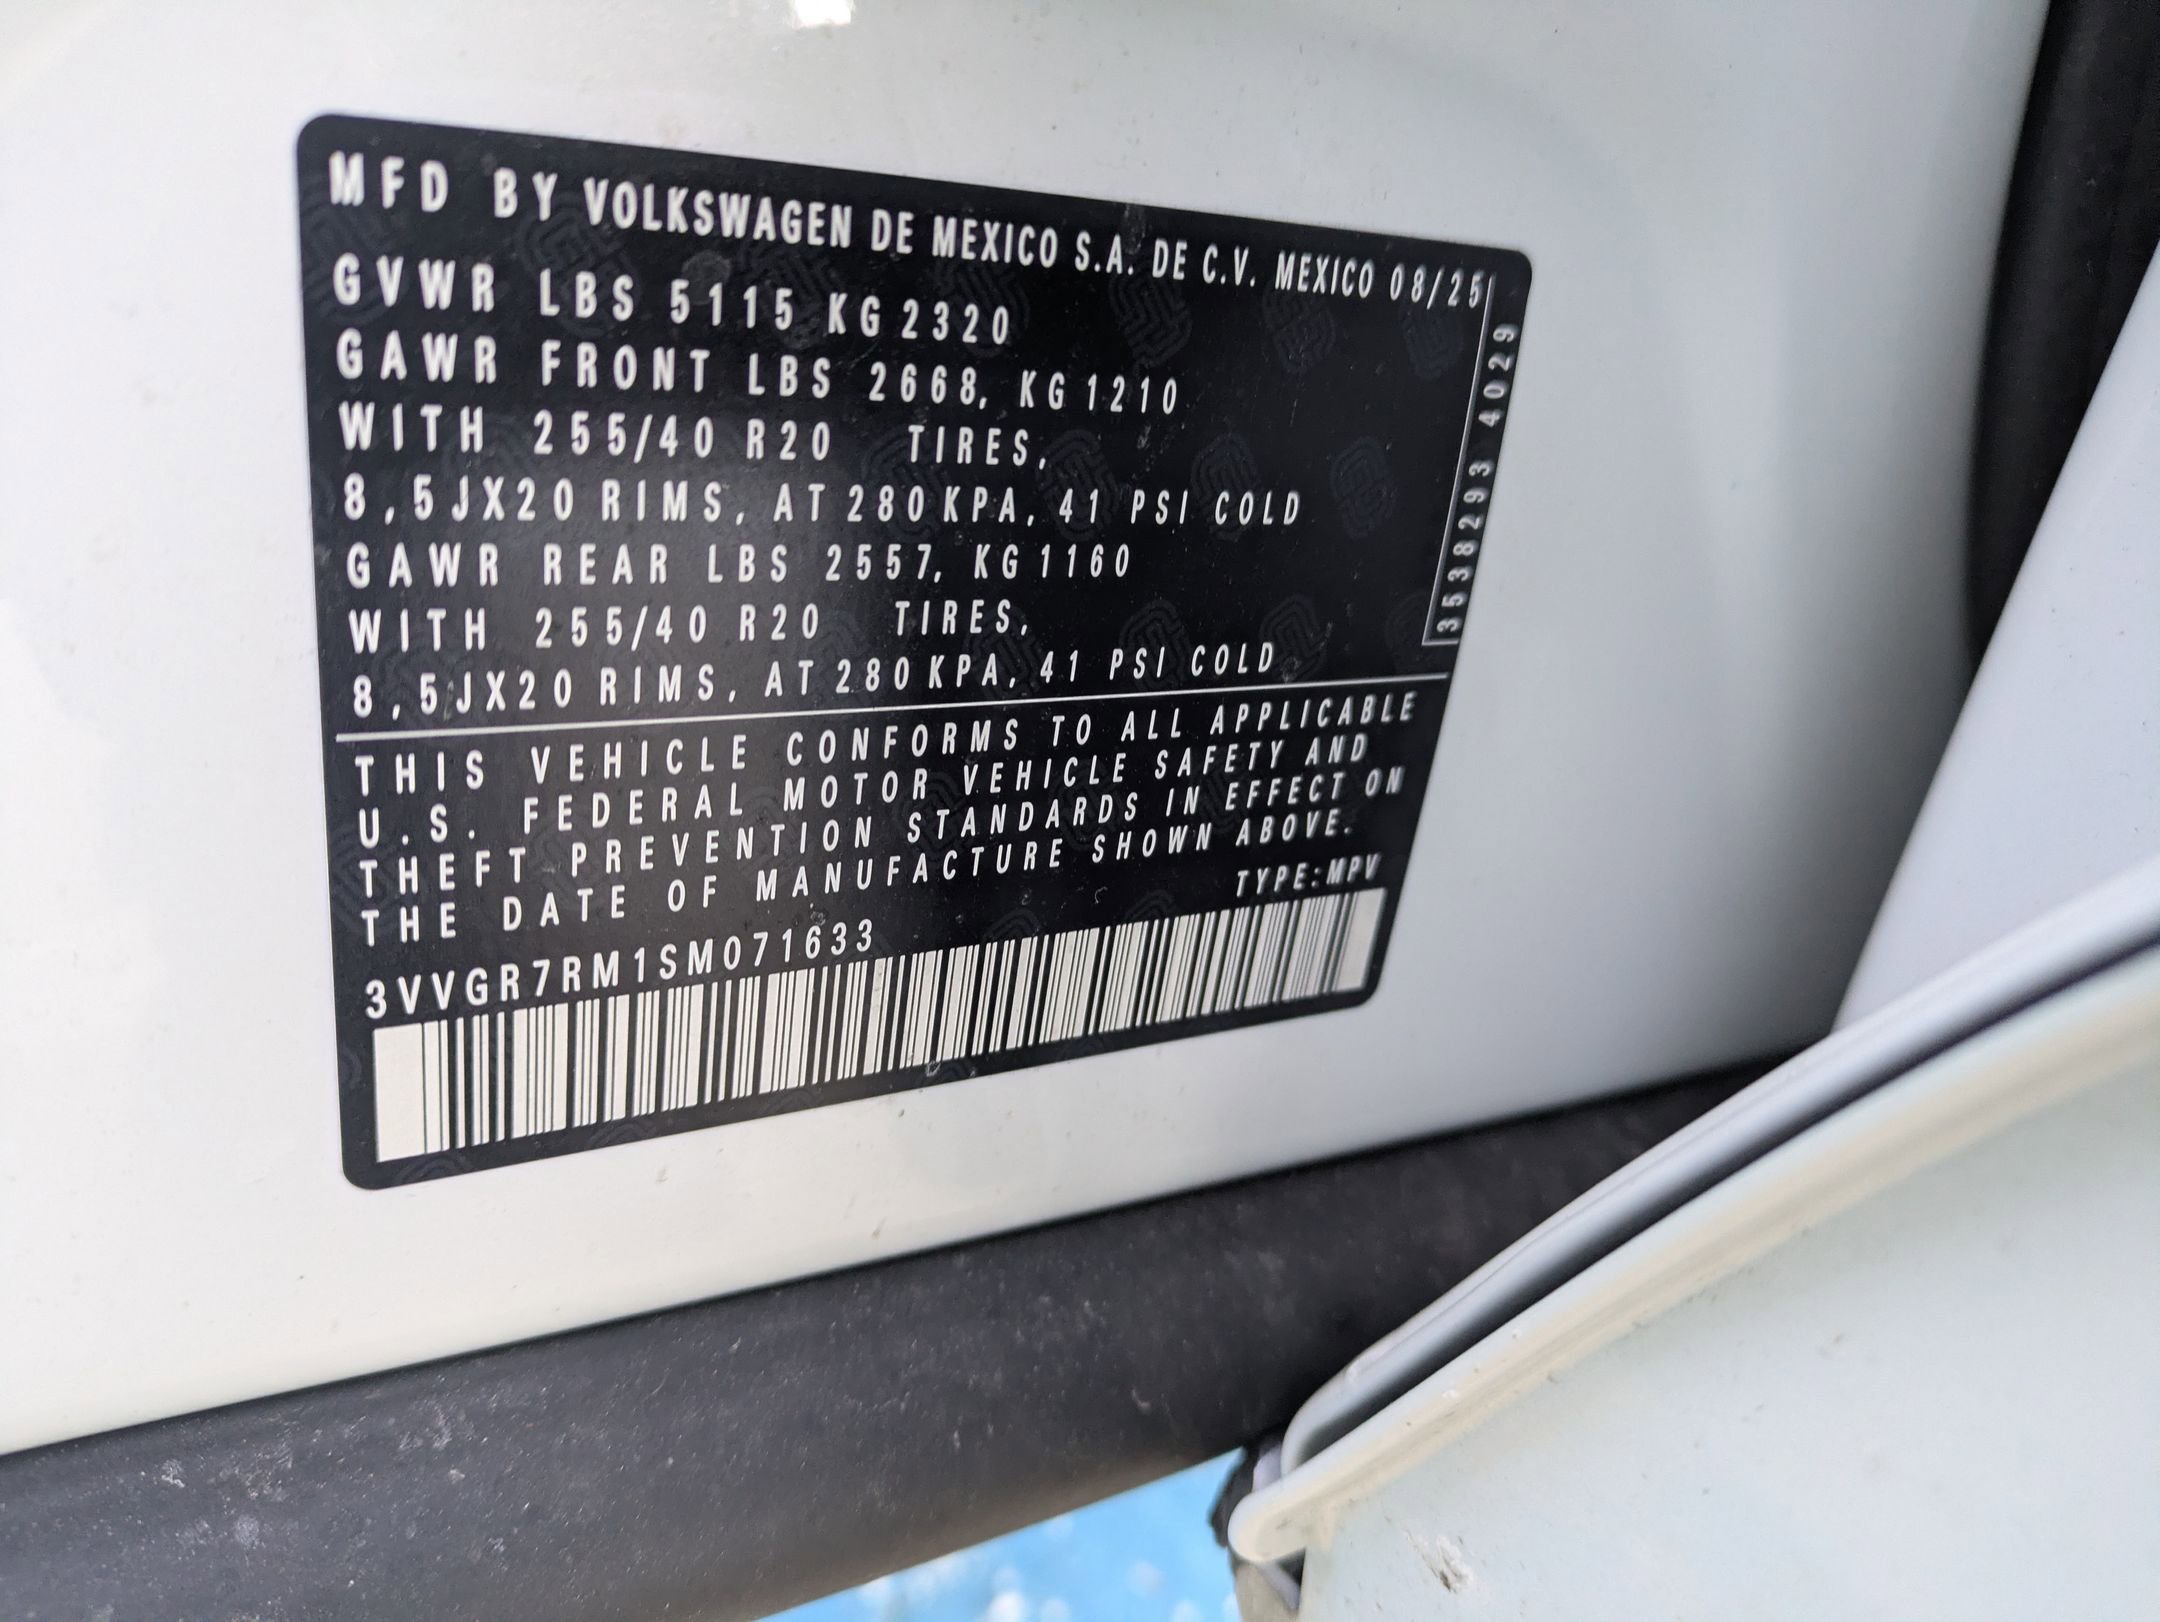 MFD BY VOLKSWAGEN DE MEXICO S.A. DE C.V. MEXICO 08/25
GVWR LBS 5115 KG 2320
GAWR FRONT LBS 2668, KG 1210
WITH 255/40 R20 TIRES,
8,5JX20 RIMS, AT 280 KPA, 41 PSI COLD
GAWR REAR LBS 2557, KG 1160
WITH 255/40 R20 TIRES,
8,5JX20 RIMS, AT 280 KPA, 41 PSI COLD
3538293 4029
THIS VEHICLE CONFORMS TO ALL APPLICABLE
U.S. FEDERAL MOTOR VEHICLE SAFETY AND
THEFT PREVENTION STANDARDS IN EFFECT ON
THE DATE OF MANUFACTURE SHOWN ABOVE.
TYPE:MPV
3VVGR7RM1SM071633